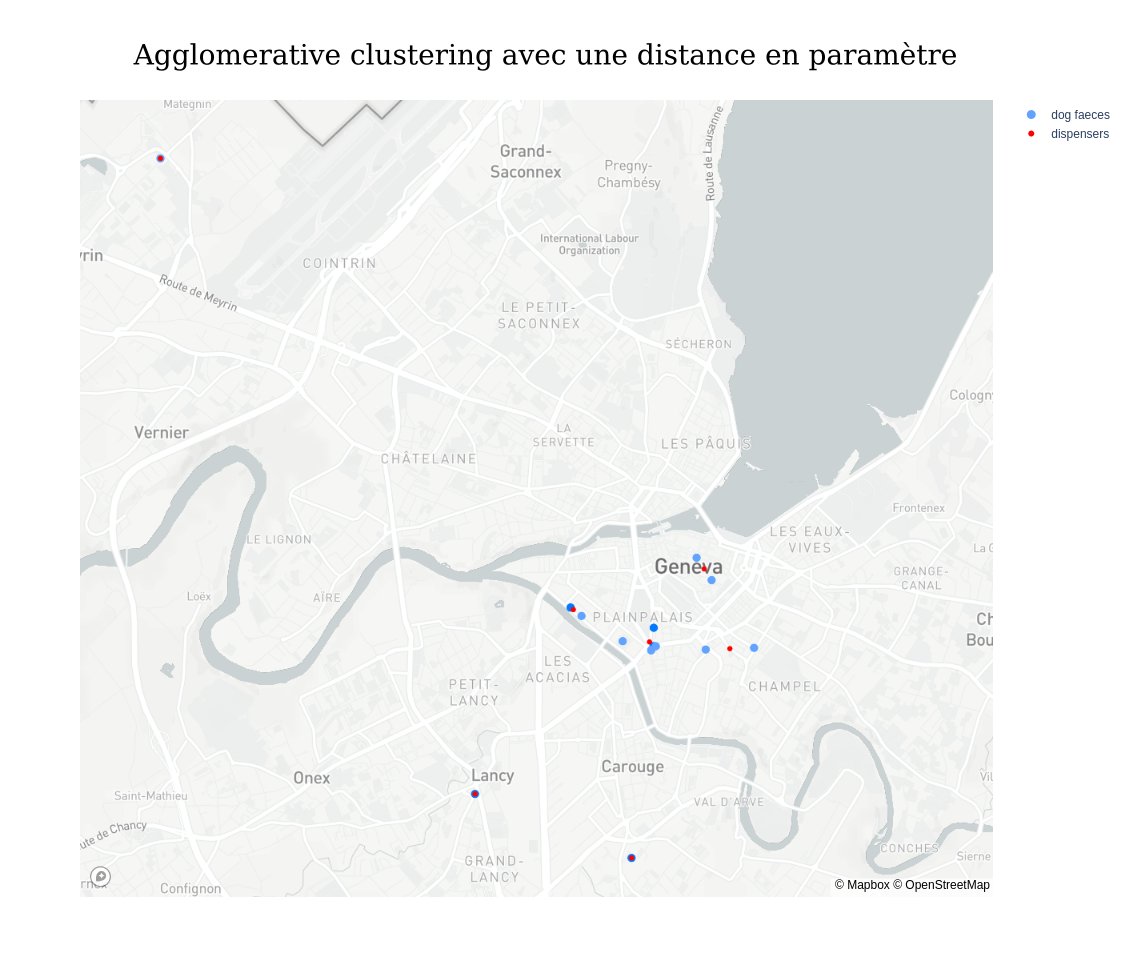 Agglomerative clustering avec une distance en paramètre
dog faeces
dispensers
Mategnin
Grand-
Saconnex
Pregny-
Chambésy
Route de Lausanne
International Labour
Organization
yrin
COINTRIN
Route de Meyrin
LE PETIT-
SACONNEX
SÉCHERON
Cologn
Vernier
LA
SERVETTE
LES PÂQUIS
CHÂTELAINE
Frontenex
LE LIGNON
LES EAUX-
VIVES
La G
Geneva
GRANGE-
CANAL
Loëx
AÏRE
PLAINPALAIS
Ch
Bou
LES
ACACIAS
PETIT-
LANCY
CHAMPEL
Carouge
Onex
Lancy
Vil
Saint-Mathieu
VAL D'ARVE
ute de Chancy
CONCHES
Sierne
GRAND-
LANCY
Confignon
© Mapbox © OpenStreetMap